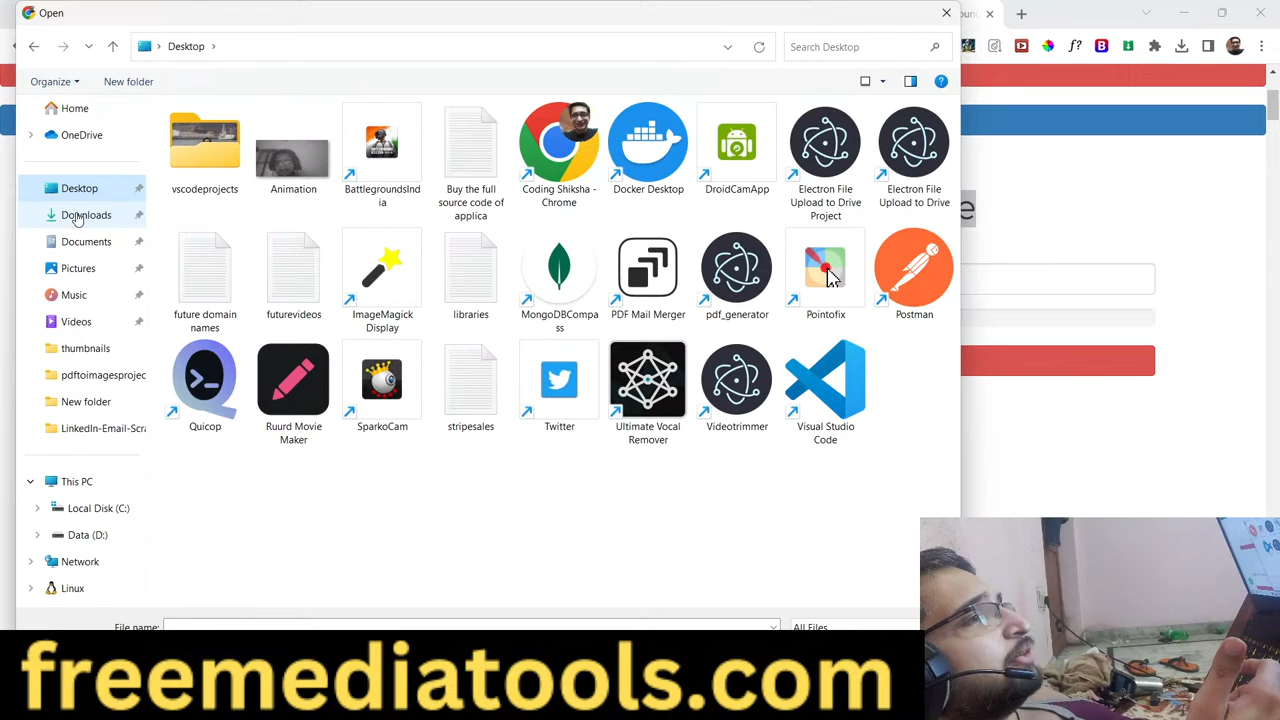 Open
Desktop
Search Desktop
Organize
New folder
Home
OneDrive
Desktop
Downloads
Documents
Pictures
Music
Videos
thumbnails
pdftoimagesprojec
New folder
LinkedIn-Email-Scra
This PC
Local Disk (C:)
Data (D:)
Network
Linux
vscodeprojects
Animation
BattlegroundsIndia
Buy the full
source code of
applica
Coding Shiksha -
Chrome
Docker Desktop
DroidCamApp
Electron File
Upload to Drive
Project
Electron File
Upload to Drive
future domain
names
futurevideos
ImageMagick
Display
libraries
MongoDBCompa
ss
PDF Mail Merger
pdf_generator
Pointofix
Postman
Quicop
Ruurd Movie
Maker
SparkoCam
stripesales
Twitter
Ultimate Vocal
Remover
Videotrimmer
Visual Studio
Code
File name:
All Files
freemediatools.com